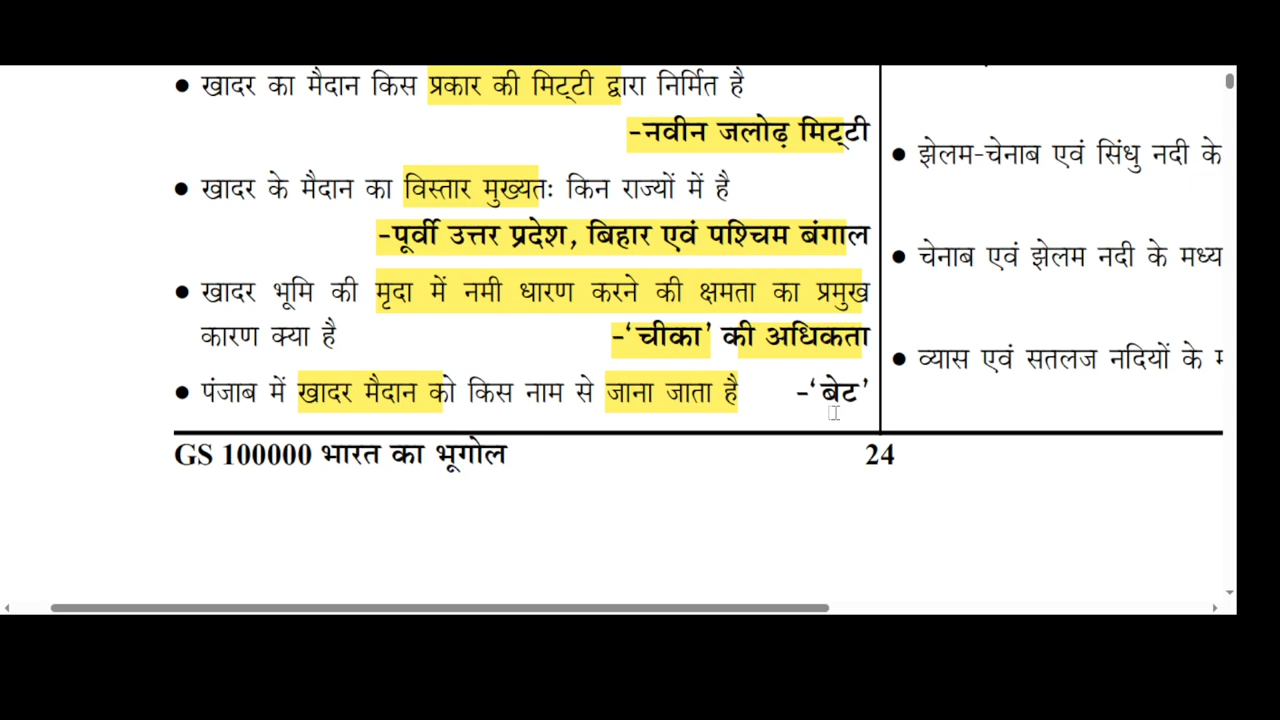 ● खादर का मैदान किस प्रकार की मिट्टी द्वारा निर्मित है
-नवीन जलोढ़ मिट्टी
● खादर के मैदान का विस्तार मुख्यतः किन राज्यों में है
-पूर्वी उत्तर प्रदेश, बिहार एवं पश्चिम बंगाल
● खादर भूमि की मृदा में नमी धारण करने की क्षमता का प्रमुख
कारण क्या है -‘चीका’ की अधिकता
● पंजाब में खादर मैदान को किस नाम से जाना जाता है -‘बेट’
● झेलम-चेनाब एवं सिंधु नदी के
● चेनाब एवं झेलम नदी के मध्य
● व्यास एवं सतलज नदियों के
GS 100000 भारत का भूगोल 24